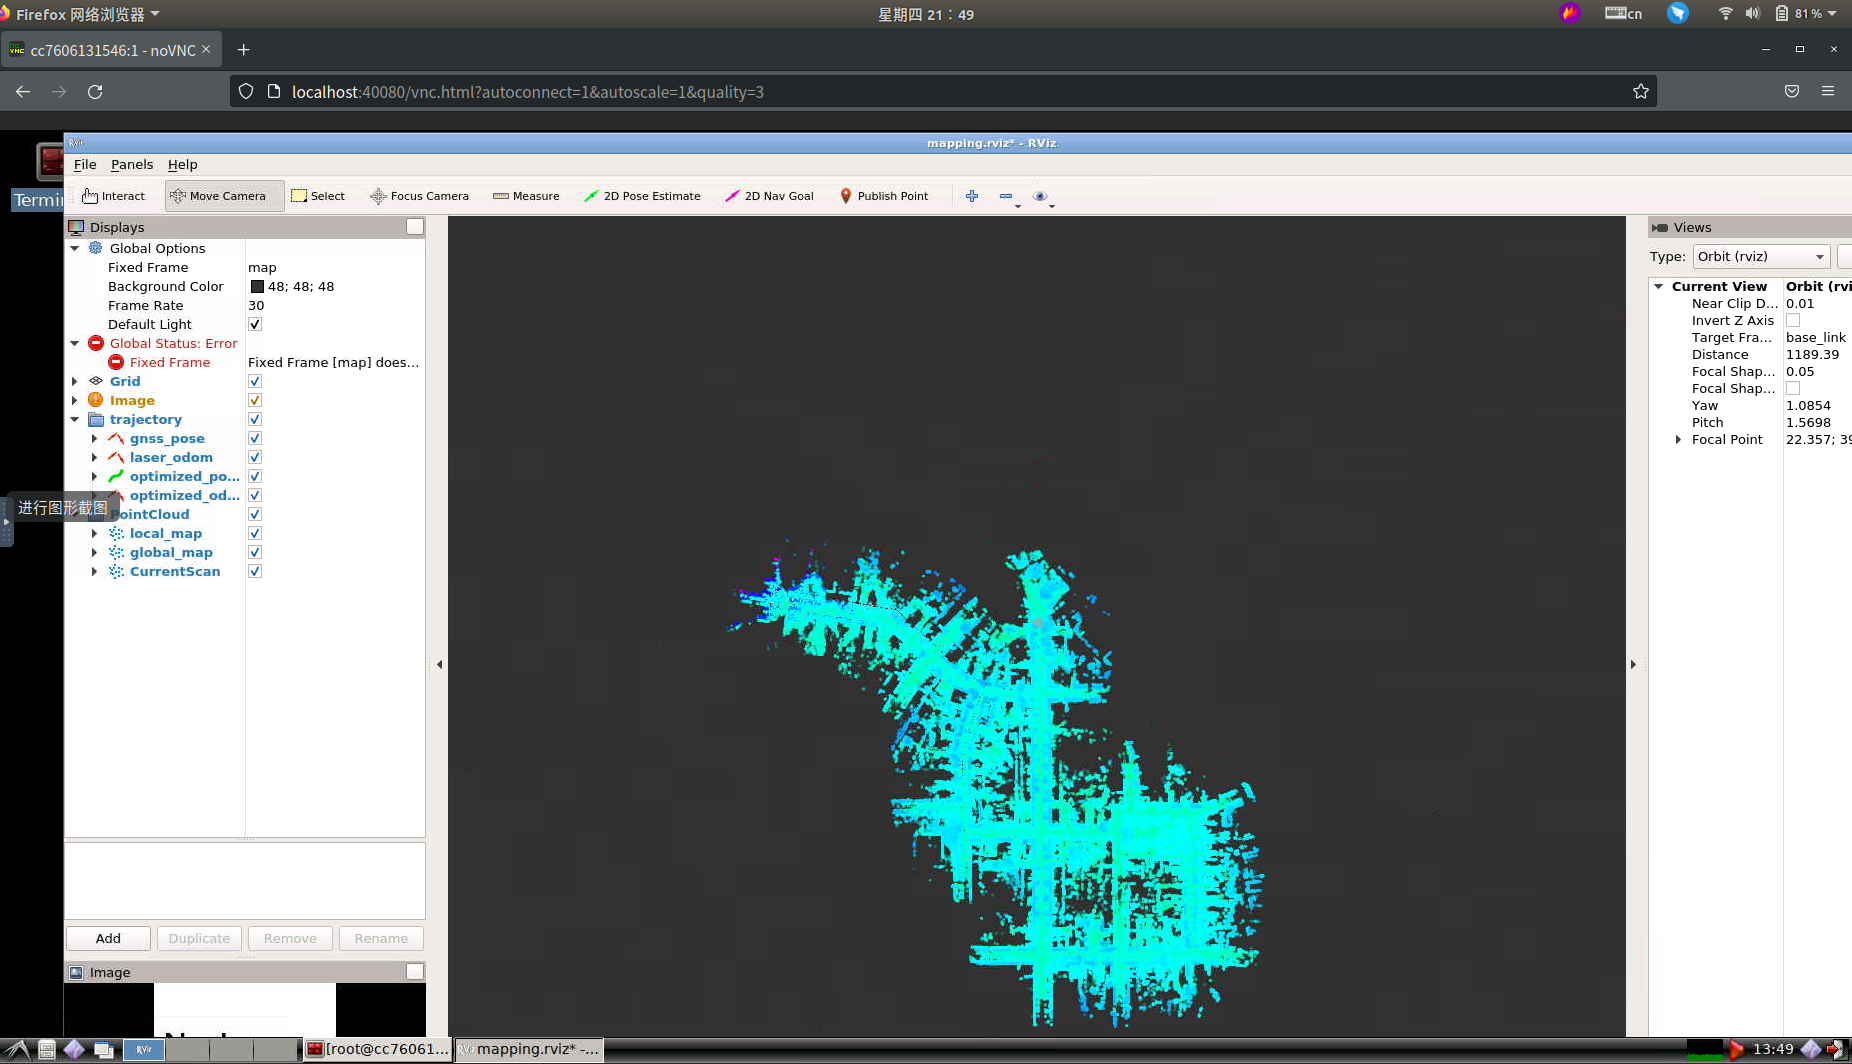 Firefox 网络浏览器
星期四 21：49
cn
81%
cc7606131546:1 - noVNC
localhost:40080/vnc.html?autoconnect=1&autoscale=1&quality=3
mapping.rviz* - RViz
File Panels Help
Termi
Interact Move Camera Select Focus Camera Measure 2D Pose Estimate 2D Nav Goal Publish Point
Displays
Global Options
Fixed Frame map
Background Color 48; 48; 48
Frame Rate 30
Default Light
Global Status: Error
Fixed Frame Fixed Frame [map] does...
Grid
Image
trajectory
gnss_pose
laser_odom
optimized_po...
optimized_od...
进行图形截图
PointCloud
local_map
global_map
CurrentScan
Add Duplicate Remove Rename
Image
Views
Type: Orbit (rviz)
Current View Orbit (rvi
Near Clip D... 0.01
Invert Z Axis
Target Fra... base_link
Distance 1189.39
Focal Shap... 0.05
Focal Shap...
Yaw 1.0854
Pitch 1.5698
Focal Point 22.357; 39
RViz
[root@cc76061...
mapping.rviz* -...
13:49